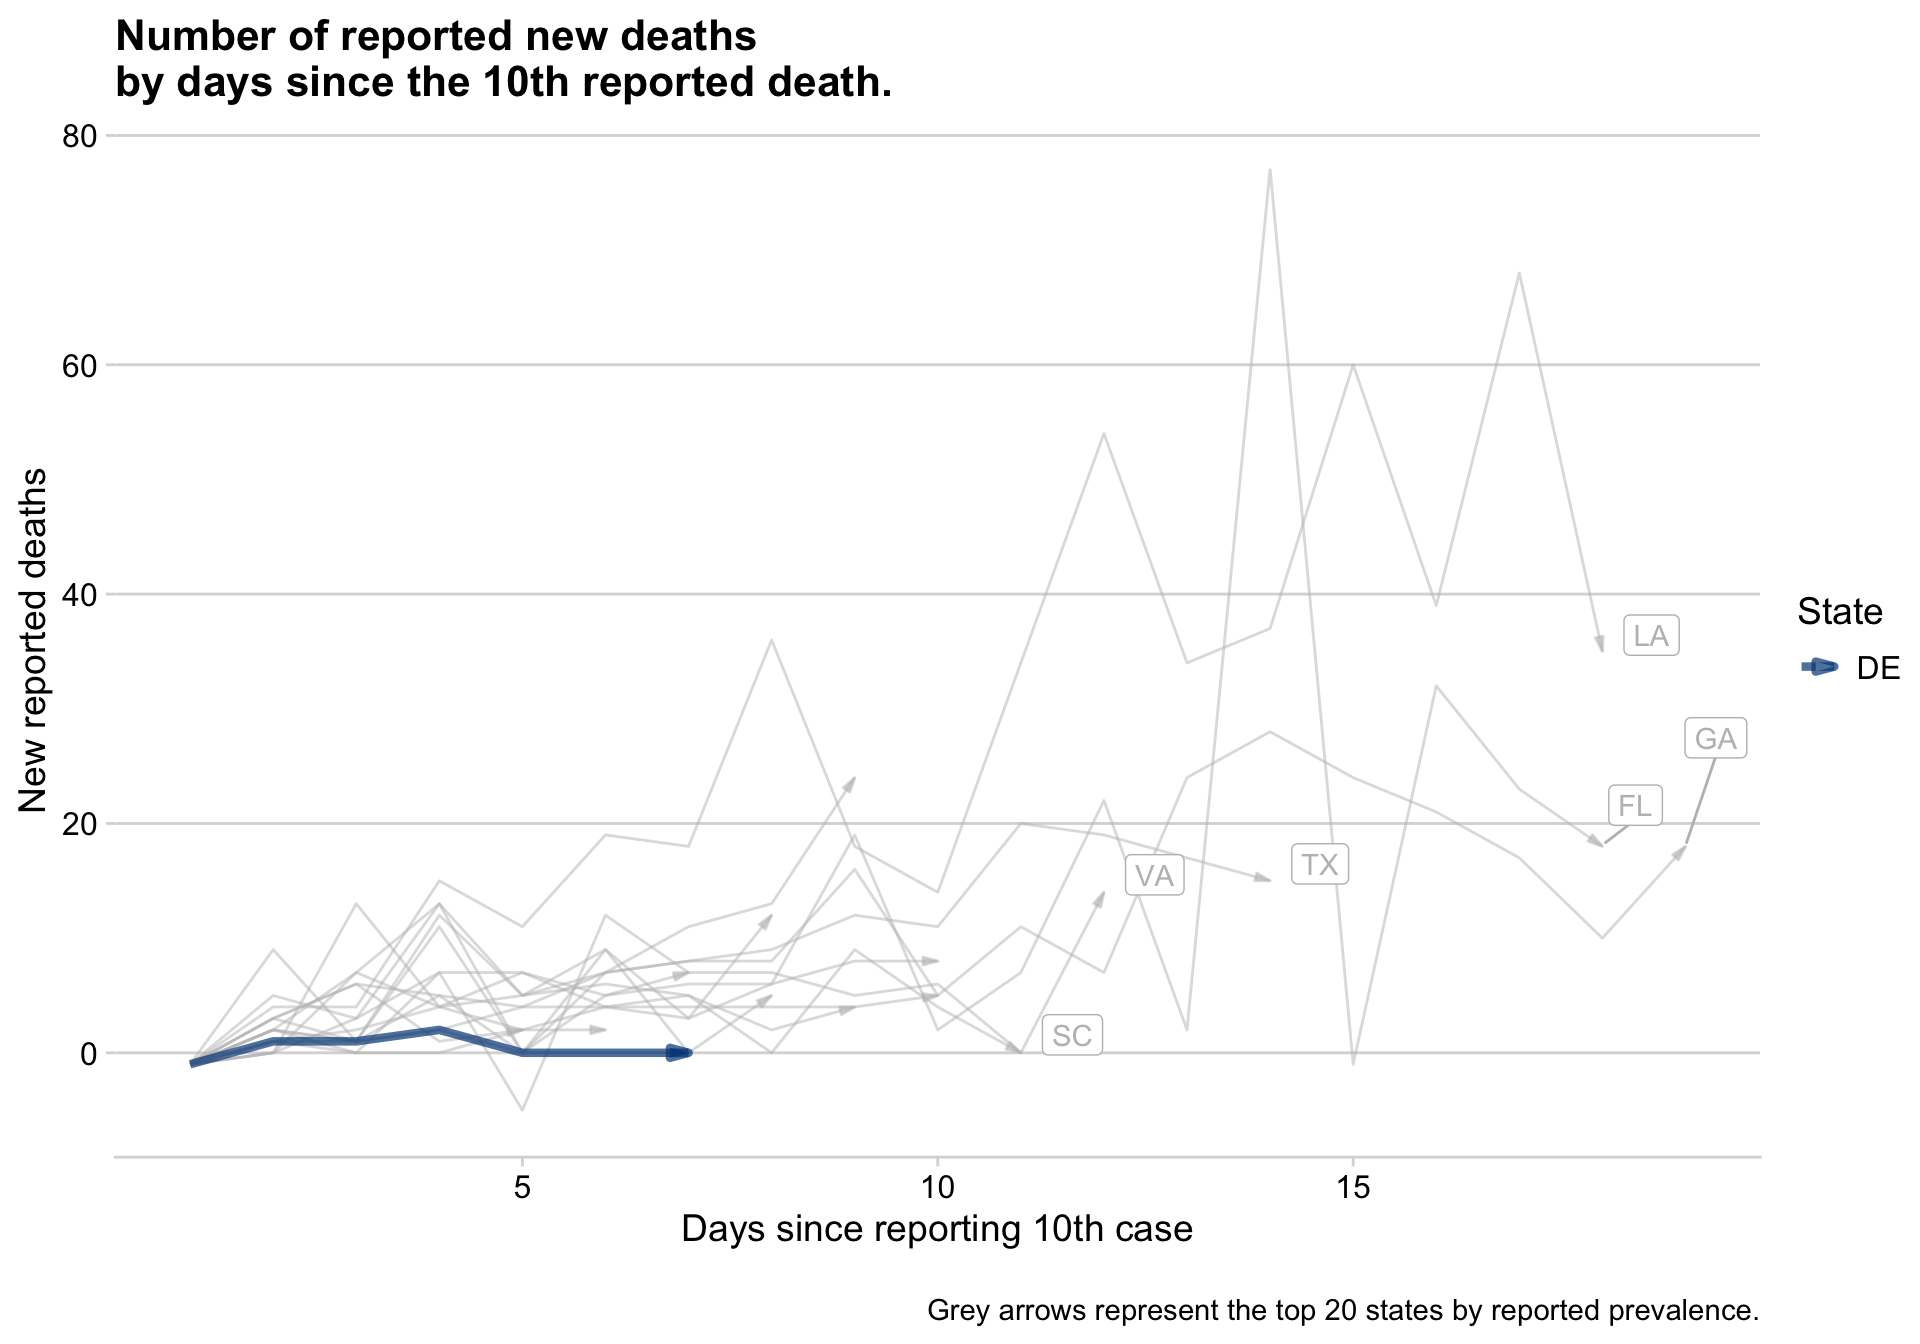 Number of reported new deaths
by days since the 10th reported death.
80
60
40
20
0
New reported deaths
LA
GA
FL
TX
VA
SC
State
DE
5
10
15
Days since reporting 10th case
Grey arrows represent the top 20 states by reported prevalence.